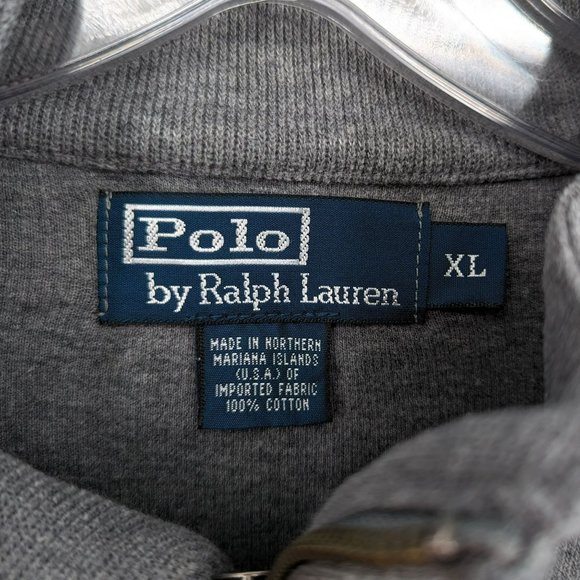 Polo
by Ralph Lauren
XL
MADE IN NORTHERN
MARIANA ISLANDS
(U.S.A.) OF
IMPORTED FABRIC
100% COTTON